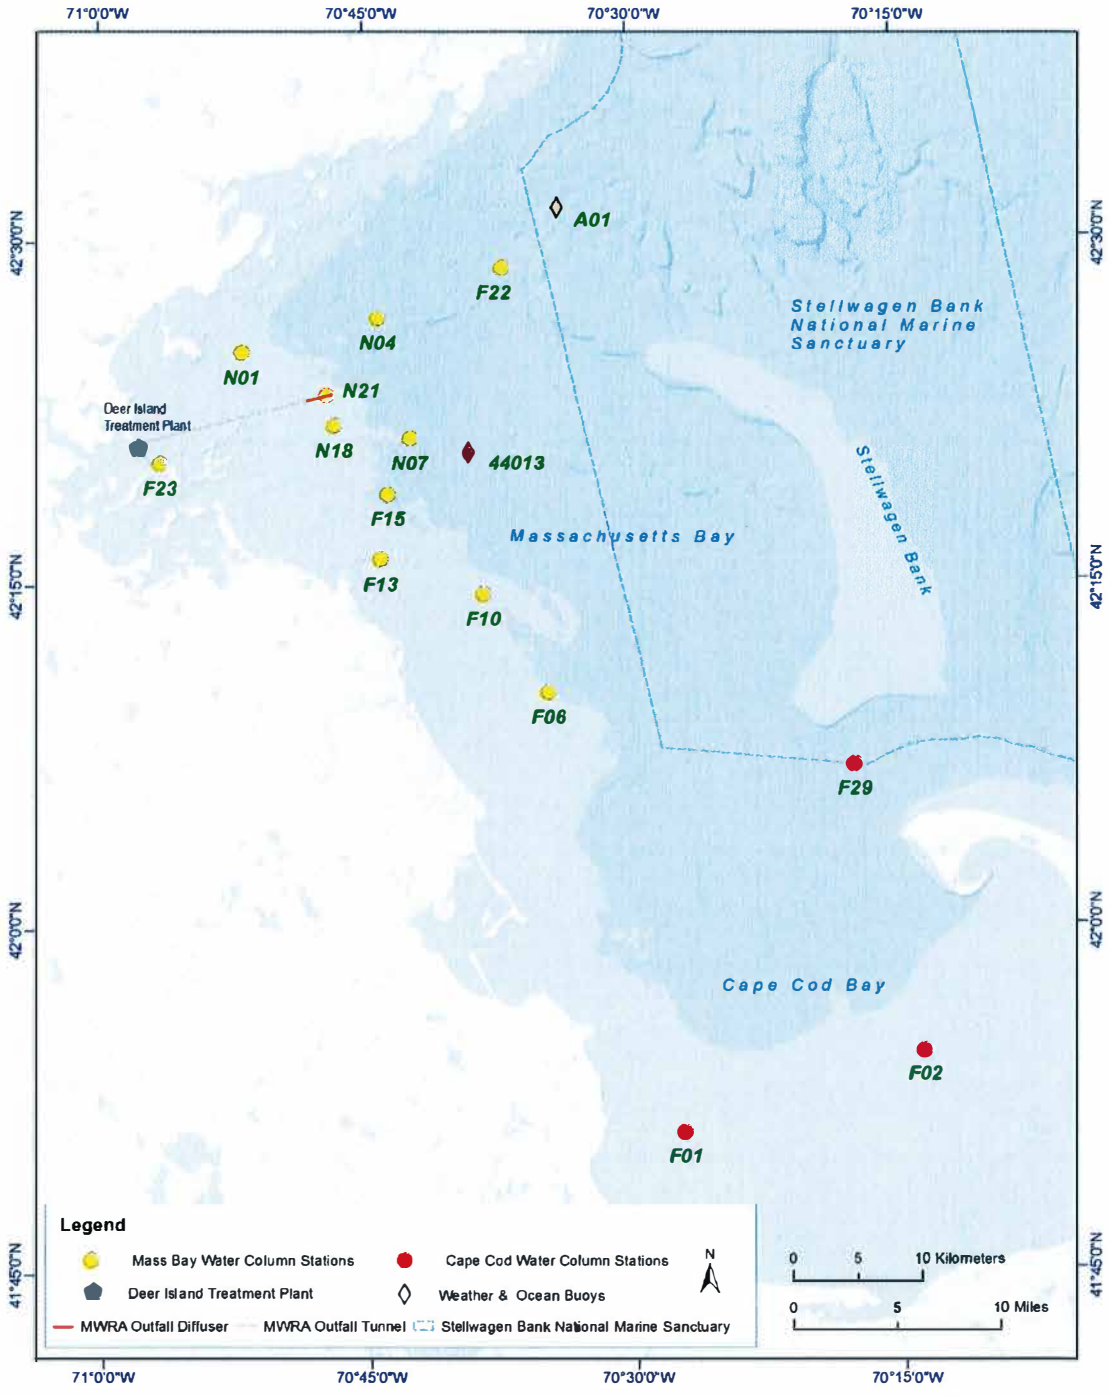 71°0'0"W 70°45'0"W 70°30'0"W 70°15'0"W
42°30'0"N
42°30'0"N
A01
F22
Stellwagen Bank
National Marine
Sanctuary
N04
N01
N21
Deer Island
Treatment Plant
N18
N07
44013
F23
Stellwagen Bank
F15
Massachusetts Bay
42°15'0"N
42°15'0"N
F13
F10
F06
F29
42°0'0"N
42°0'0"N
Cape Cod Bay
F02
F01
Legend
Mass Bay Water Column Stations
Cape Cod Water Column Stations
Deer Island Treatment Plant
Weather & Ocean Buoys
MWRA Outfall Diffuser
MWRA Outfall Tunnel
Stellwagen Bank National Marine Sanctuary
N
0 5 10 Kilometers
0 5 10 Miles
41°45'0"N
41°45'0"N
71°0'0"W 70°45'0"W 70°30'0"W 70°15'0"W